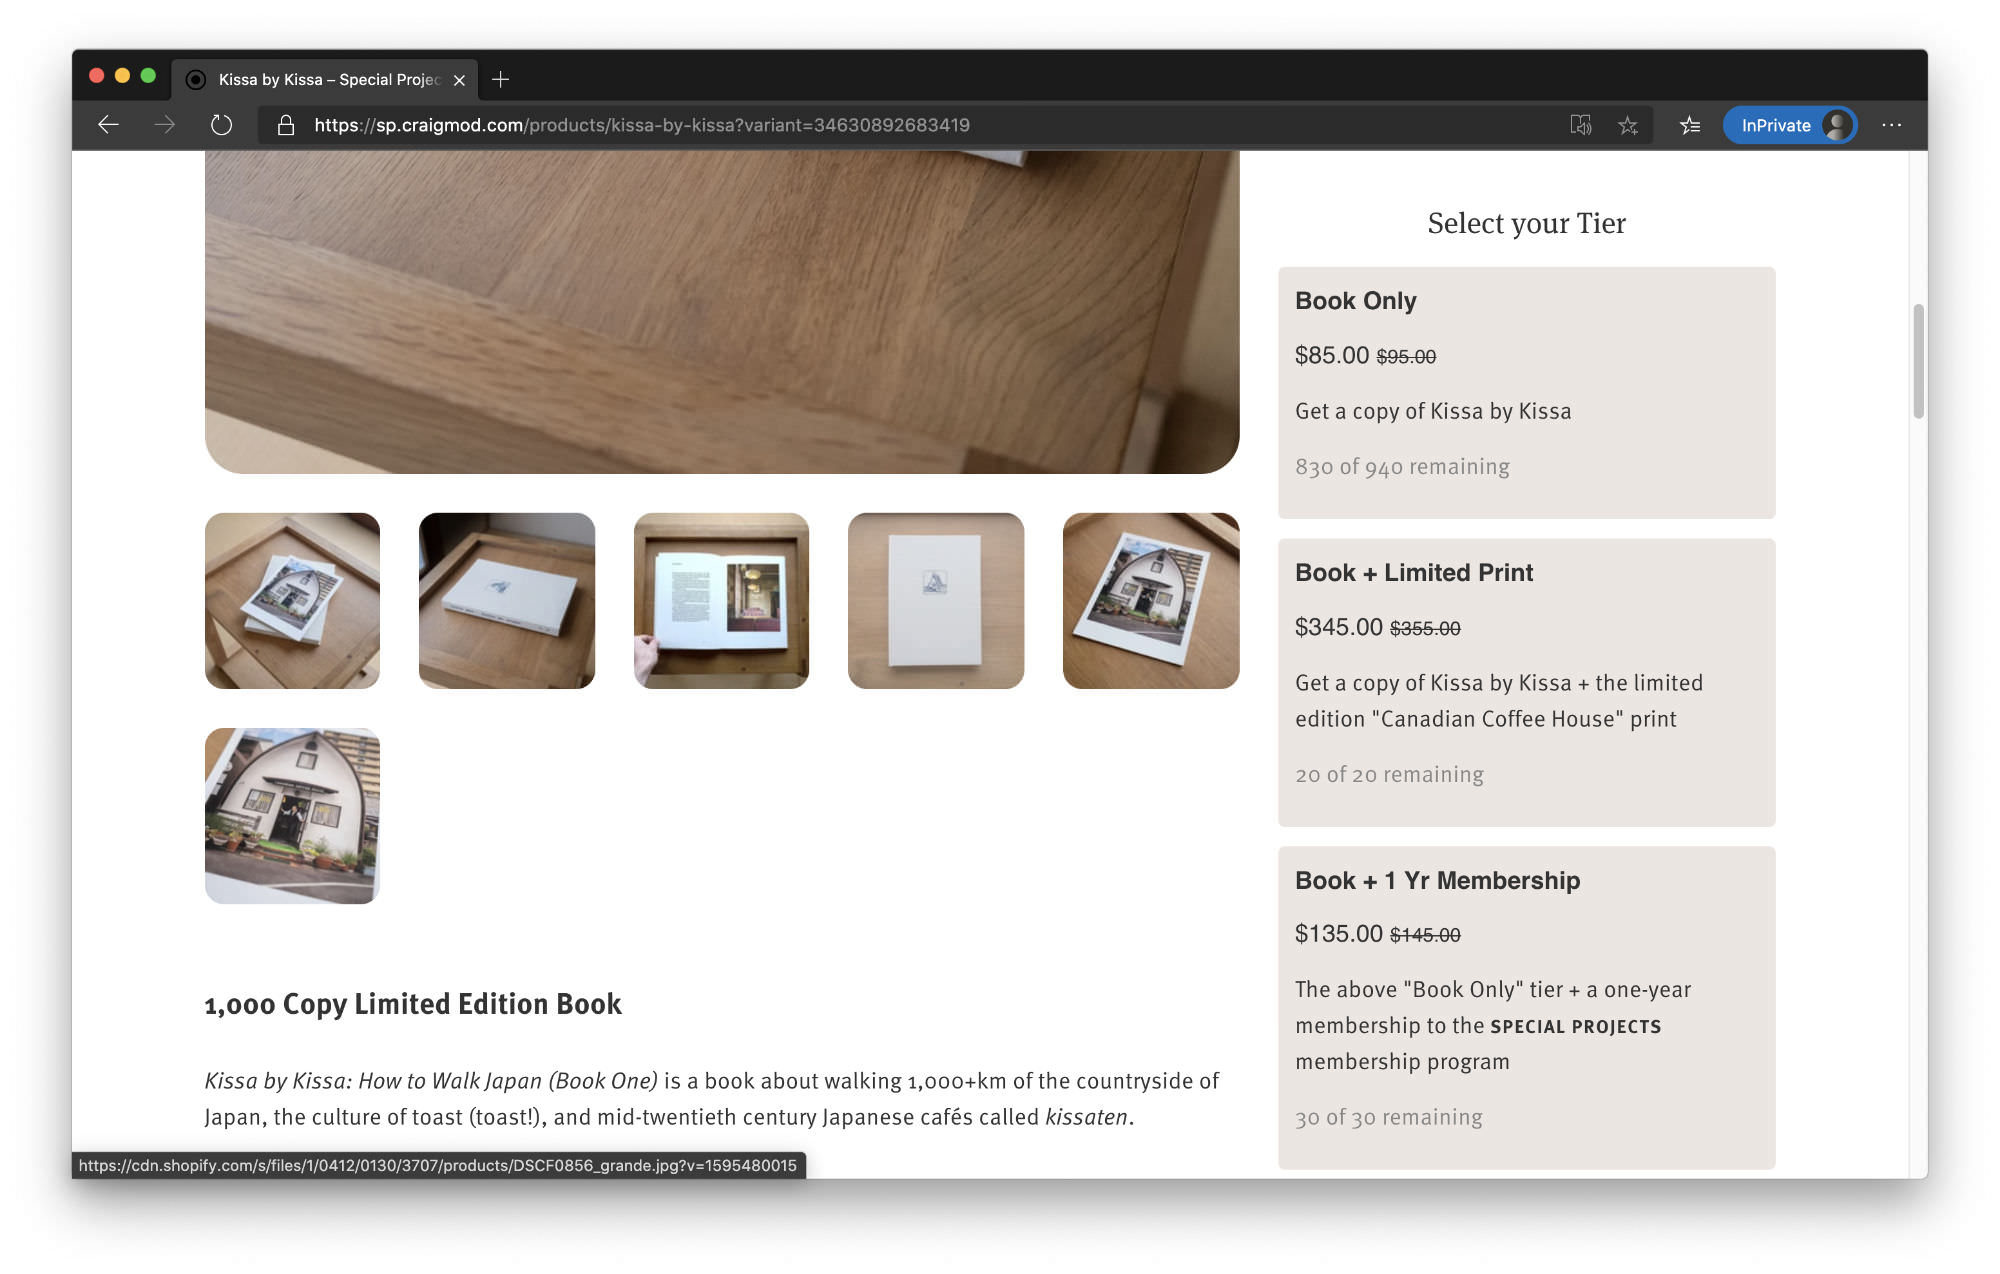 Kissa by Kissa – Special Projec
https://sp.craigmod.com/products/kissa-by-kissa?variant=34630892683419
InPrivate
Select your Tier
Book Only
$85.00 $95.00
Get a copy of Kissa by Kissa
830 of 940 remaining
Book + Limited Print
$345.00 $355.00
Get a copy of Kissa by Kissa + the limited
edition "Canadian Coffee House" print
20 of 20 remaining
Book + 1 Yr Membership
$135.00 $145.00
The above "Book Only" tier + a one-year
membership to the SPECIAL PROJECTS
membership program
30 of 30 remaining
1,000 Copy Limited Edition Book
Kissa by Kissa: How to Walk Japan (Book One) is a book about walking 1,000+km of the countryside of
Japan, the culture of toast (toast!), and mid-twentieth century Japanese cafés called kissaten.
https://cdn.shopify.com/s/files/1/0412/0130/3707/products/DSCF0856_grande.jpg?v=1595480015